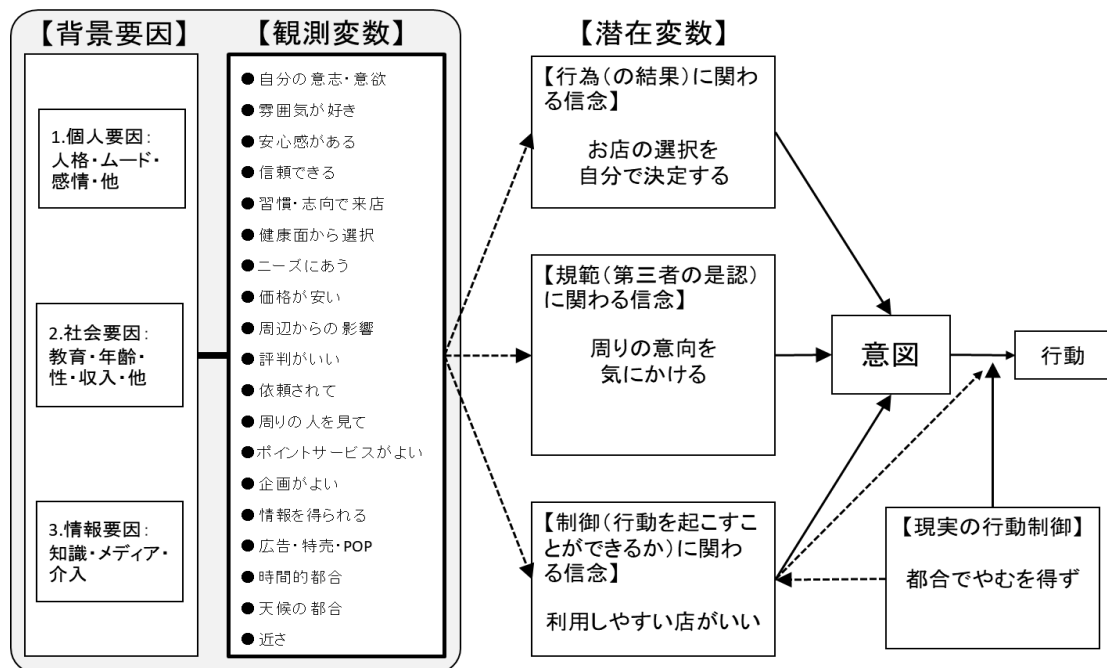 【背景要因】
1.個人要因:
人格・ムード・
感情・他
2.社会要因:
教育・年齢・
性・収入・他
3.情報要因:
知識・メディア・
介入
【観測変数】
●自分の意志・意欲
●雰囲気が好き
●安心感がある
●信頼できる
●習慣・志向で来店
●健康面から選択
●ニーズにあう
●価格が安い
●周辺からの影響
●評判がいい
●依頼されて
●周りの人を見て
●ポイントサービスがよい
●企画がよい
●情報を得られる
●広告・特売・POP
●時間的都合
●天候の都合
●近さ
【潜在変数】
【行為(の結果)に関わ
る信念】
お店の選択を
自分で決定する
【規範(第三者の是認)
に関わる信念】
周りの意向を
気にかける
【制御(行動を起こすこ
とができるか)に関わ
る信念】
利用しやすい店がいい
意図
行動
【現実の行動制御】
都合でやむを得ず